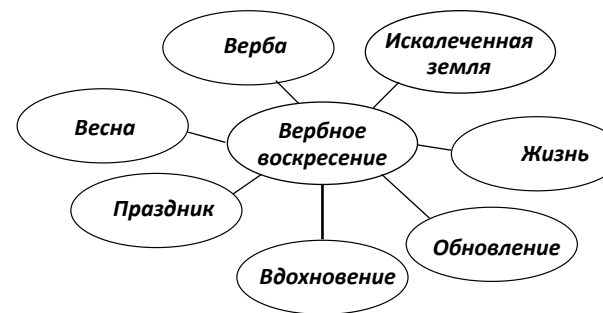 Верба
Искалеченная
земля
Весна
Вербное
воскресение
Жизнь
Праздник
Обновление
Вдохновение